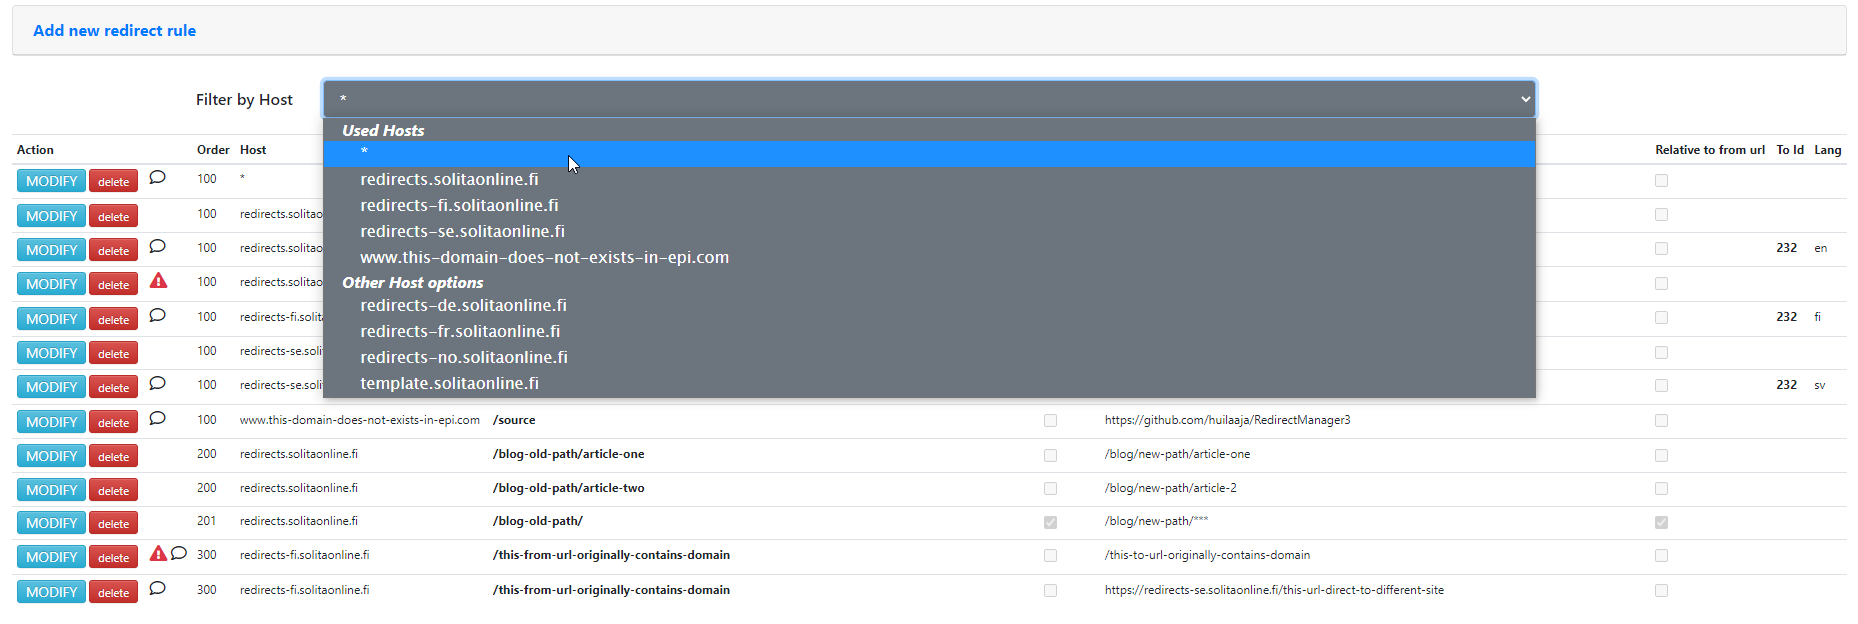 Add new redirect rule
Filter by Host *
Used Hosts
*
redirects.solitaonline.fi
redirects-fi.solitaonline.fi
redirects-se.solitaonline.fi
www.this-domain-does-not-exists-in-epi.com
Other Host options
redirects-de.solitaonline.fi
redirects-fr.solitaonline.fi
redirects-no.solitaonline.fi
template.solitaonline.fi
Action Order Host Relative to from url To Id Lang
MODIFY delete 100 *
MODIFY delete 100 redirects.solitao
MODIFY delete 100 redirects.solitao 232 en
MODIFY delete 100 redirects.solitao
MODIFY delete 100 redirects-fi.solita 232 fi
MODIFY delete 100 redirects-se.soli
MODIFY delete 100 redirects-se.soli 232 sv
MODIFY delete 100 www.this-domain-does-not-exists-in-epi.com /source https://github.com/huilaaja/RedirectManager3
MODIFY delete 200 redirects.solitaonline.fi /blog-old-path/article-one /blog/new-path/article-one
MODIFY delete 200 redirects.solitaonline.fi /blog-old-path/article-two /blog/new-path/article-2
MODIFY delete 201 redirects.solitaonline.fi /blog-old-path/ /blog/new-path/***
MODIFY delete 300 redirects-fi.solitaonline.fi /this-from-url-originally-contains-domain /this-to-url-originally-contains-domain
MODIFY delete 300 redirects-fi.solitaonline.fi /this-from-url-originally-contains-domain https://redirects-se.solitaonline.fi/this-url-direct-to-different-site